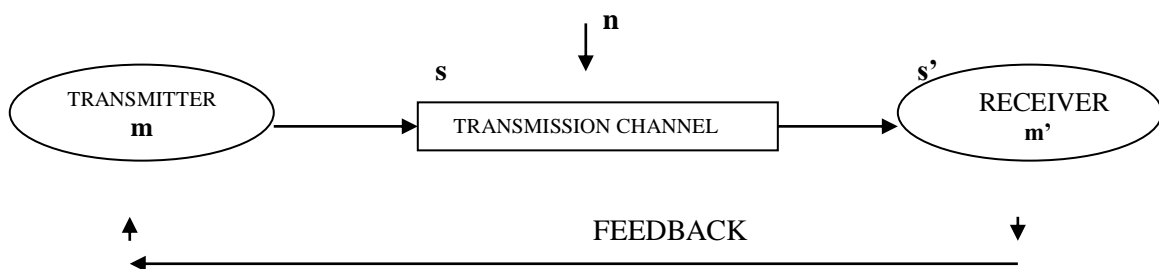 n
s
s’
TRANSMITTER
m
TRANSMISSION CHANNEL
RECEIVER
m’
FEEDBACK